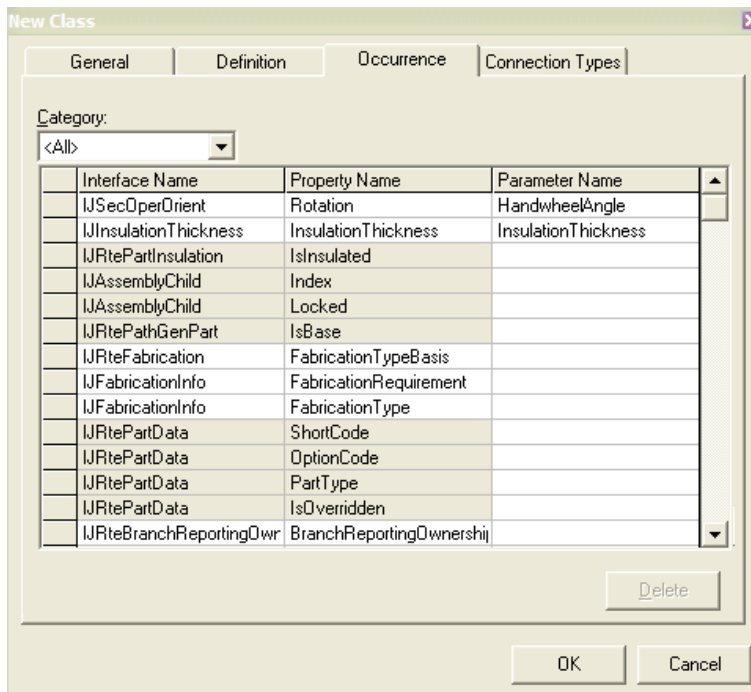 New Class
General Definition Occurrence Connection Types
Category:
<All>
Interface Name Property Name Parameter Name
IJSecOperOrient Rotation HandwheelAngle
IJInsulationThickness InsulationThickness InsulationThickness
IJRtePartInsulation IsInsulated
IJAssemblyChild Index
IJAssemblyChild Locked
IJRtePathGenPart IsBase
IJRteFabrication FabricationTypeBasis
IJFabricationInfo FabricationRequirement
IJFabricationInfo FabricationType
IJRtePartData ShortCode
IJRtePartData OptionCode
IJRtePartData PartType
IJRtePartData IsOverridden
IJRteBranchReportingOwr BranchReportingOwnership
Delete
OK Cancel